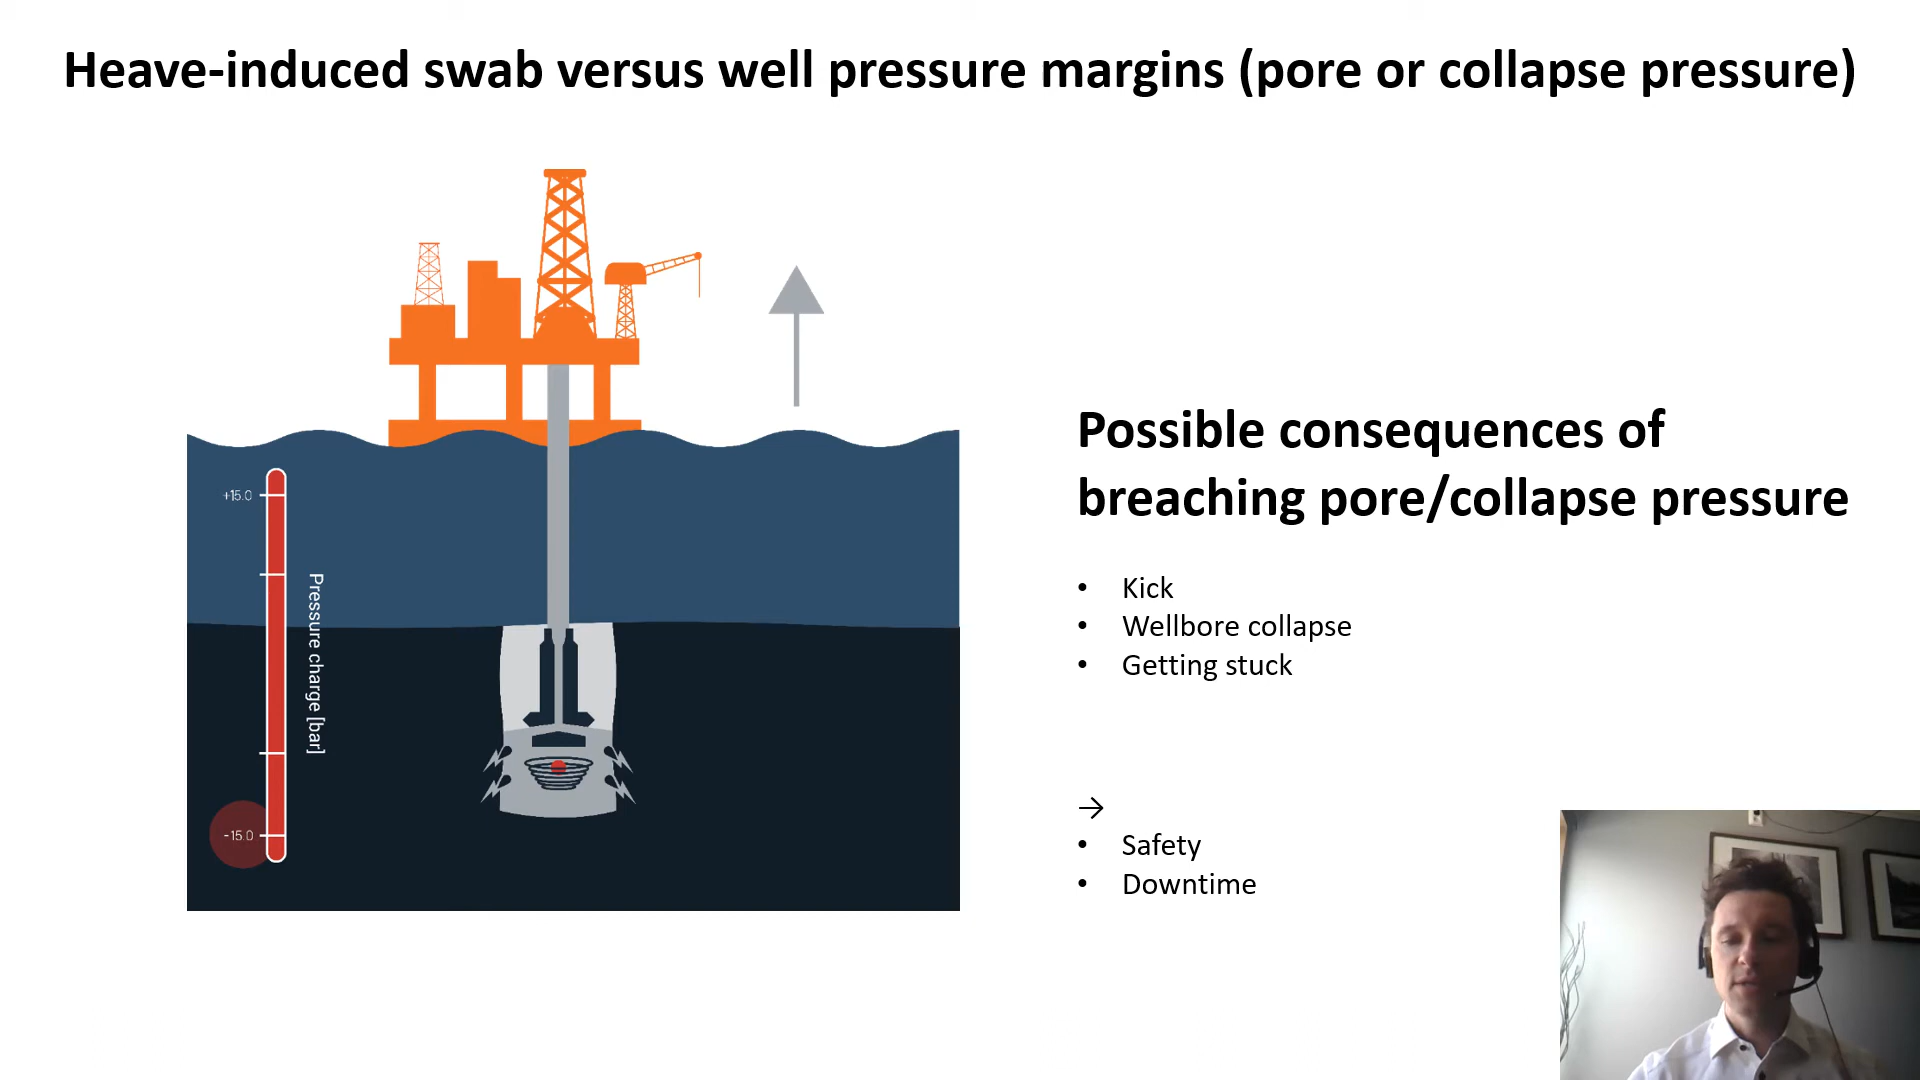 Heave-induced swab versus well pressure margins (pore or collapse pressure)
+15.0
Pressure charge [bar]
-15.0
Possible consequences of
breaching pore/collapse pressure
• Kick
• Wellbore collapse
• Getting stuck
→
• Safety
• Downtime